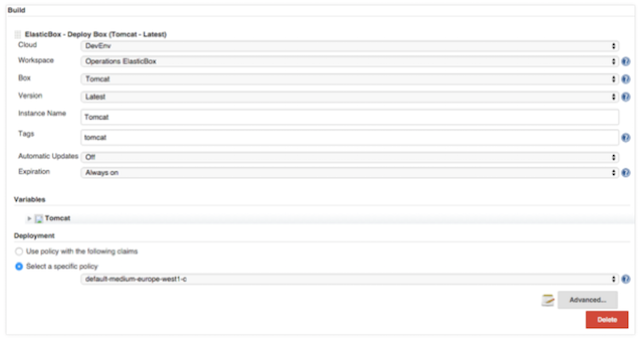 Build
ElasticBox - Deploy Box (Tomcat - Latest)
Cloud DevEnv
Workspace Operations ElasticBox
Box Tomcat
Version Latest
Instance Name Tomcat
Tags tomcat
Automatic Updates Off
Expiration Always on
Variables
Tomcat
Deployment
Use policy with the following claims
Select a specific policy
default-medium-europe-west1-c
Advanced...
Delete